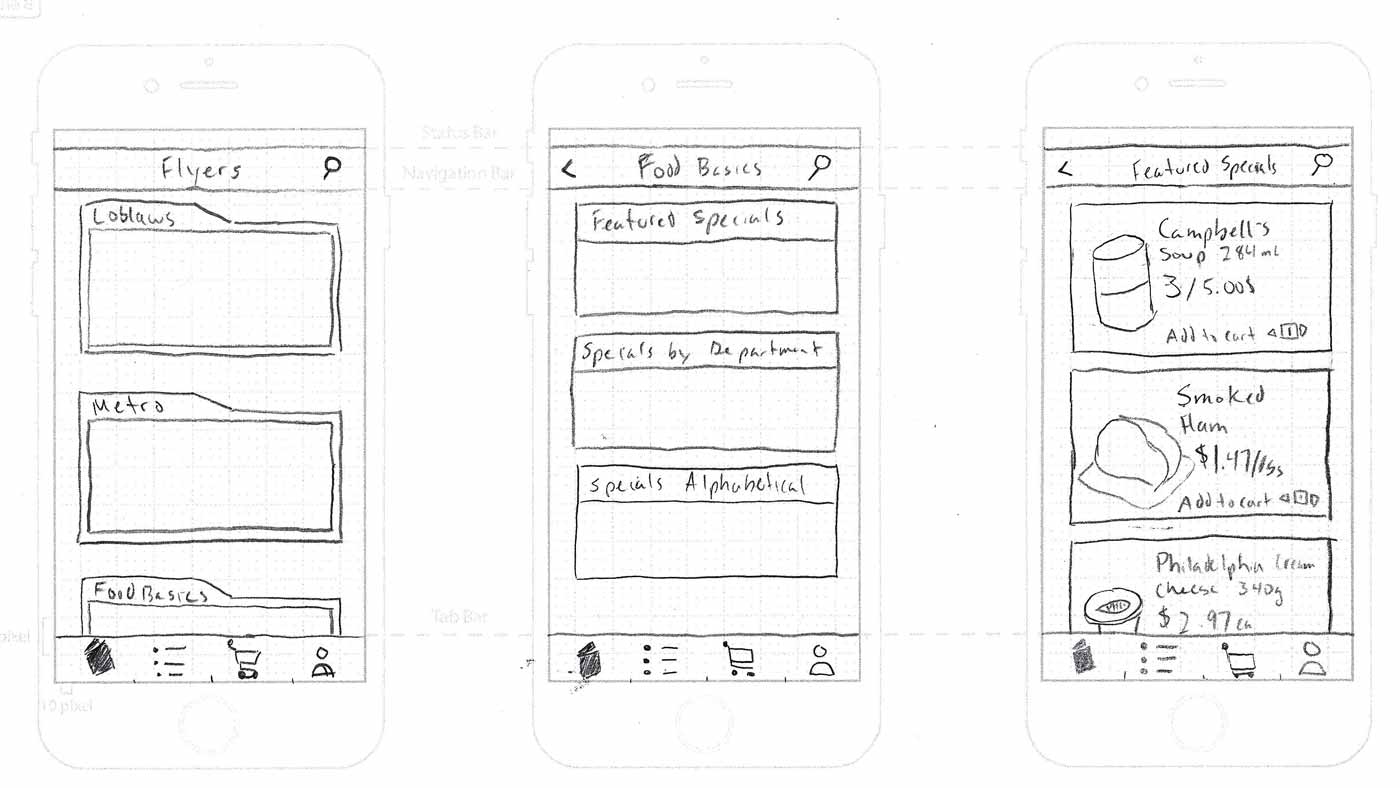 Status Bar
Navigation Bar
Tab Bar
pixel
10 pixel
Flyers
Loblaws
Metro
Food Basics
Food Basics
Featured Specials
Specials by Department
Specials Alphabetical
Featured Specials
Campbell's
Soup 284mL
3/5.00$
Add to cart 1
Smoked
Ham
$1.47/lbs
Add to cart
Philadelphia Cream
Cheese 340g
PHIL
$2.97 ea